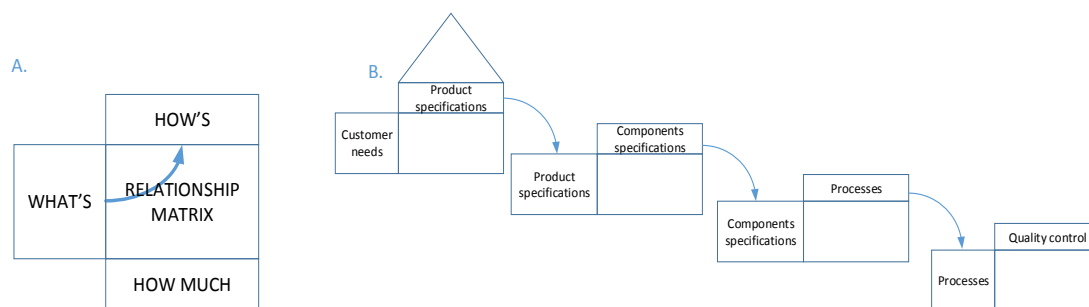 A.
HOW'S
WHAT'S
RELATIONSHIP
MATRIX
HOW MUCH
B.
Product
specifications
Customer
needs
Components
specifications
Product
specifications
Processes
Components
specifications
Quality control
Processes